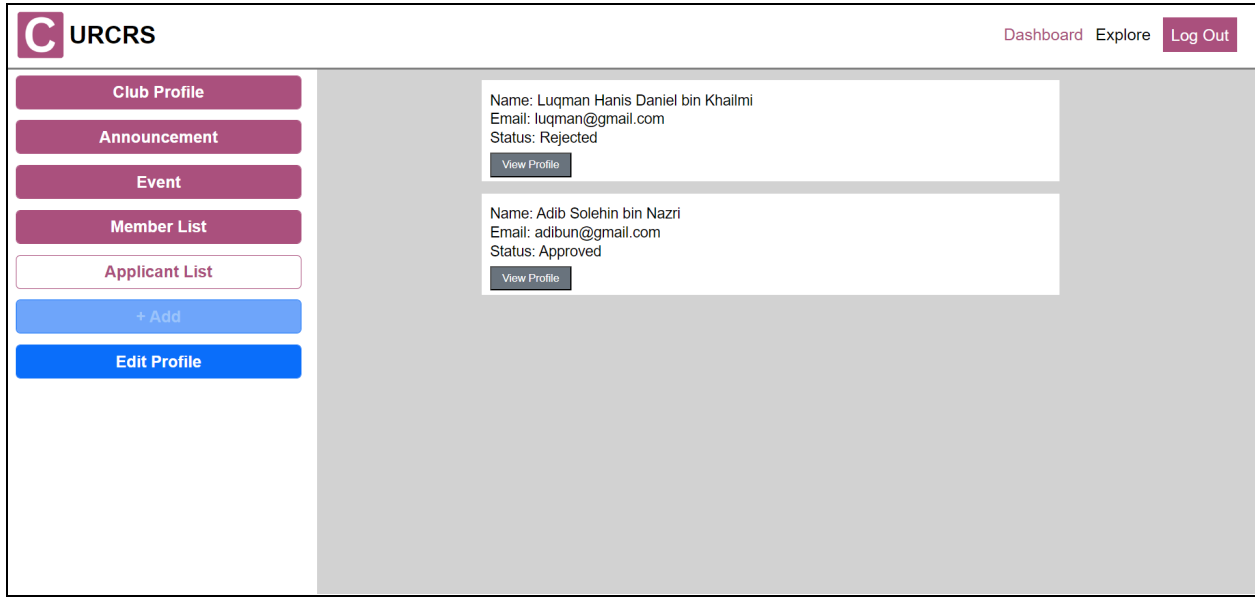 C URCRS
Dashboard Explore Log Out
Club Profile
Announcement
Event
Member List
Applicant List
+ Add
Edit Profile
Name: Luqman Hanis Daniel bin Khailmi
Email: luqman@gmail.com
Status: Rejected
View Profile
Name: Adib Solehin bin Nazri
Email: adibun@gmail.com
Status: Approved
View Profile